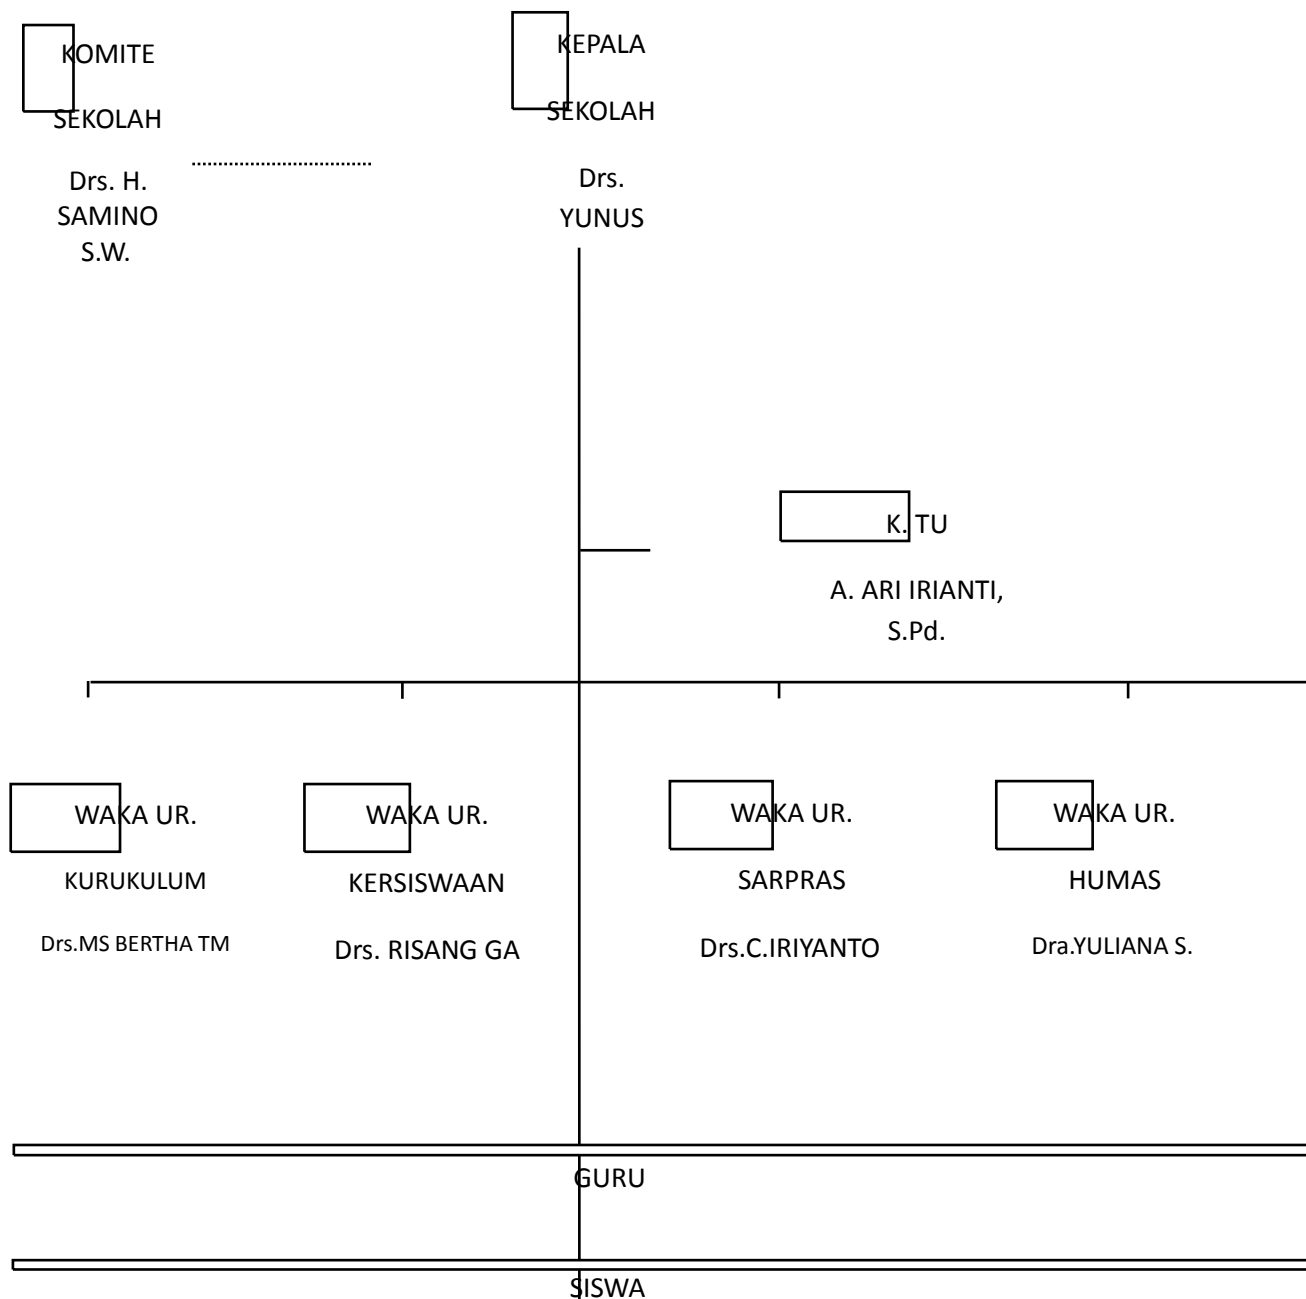 KOMITE
SEKOLAH
Drs. H.
SAMINO
S.W.
KEPALA
SEKOLAH
Drs.
YUNUS
K. TU
A. ARI IRIANTI,
S.Pd.
WAKA UR.
KURUKULUM
Drs.MS BERTHA TM
WAKA UR.
KERSISWAAN
Drs. RISANG GA
WAKA UR.
SARPRAS
Drs.C.IRIYANTO
WAKA UR.
HUMAS
Dra.YULIANA S.
GURU
SISWA